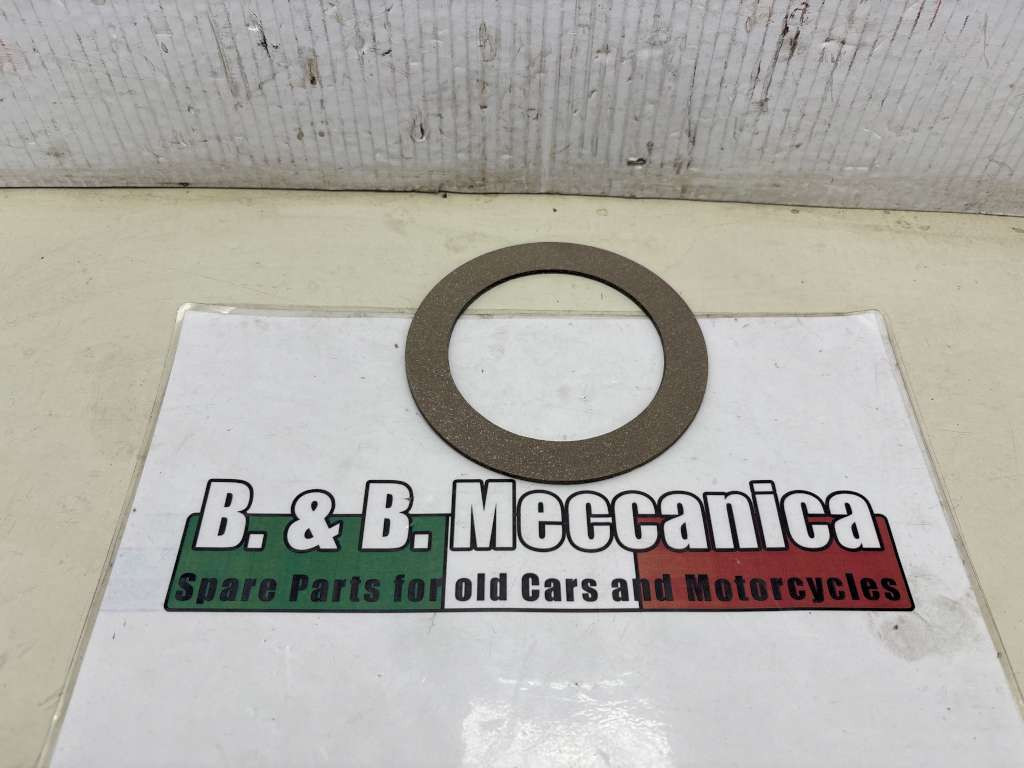 B. & B. Meccanica
Spare Parts for old Cars and Motorcycles